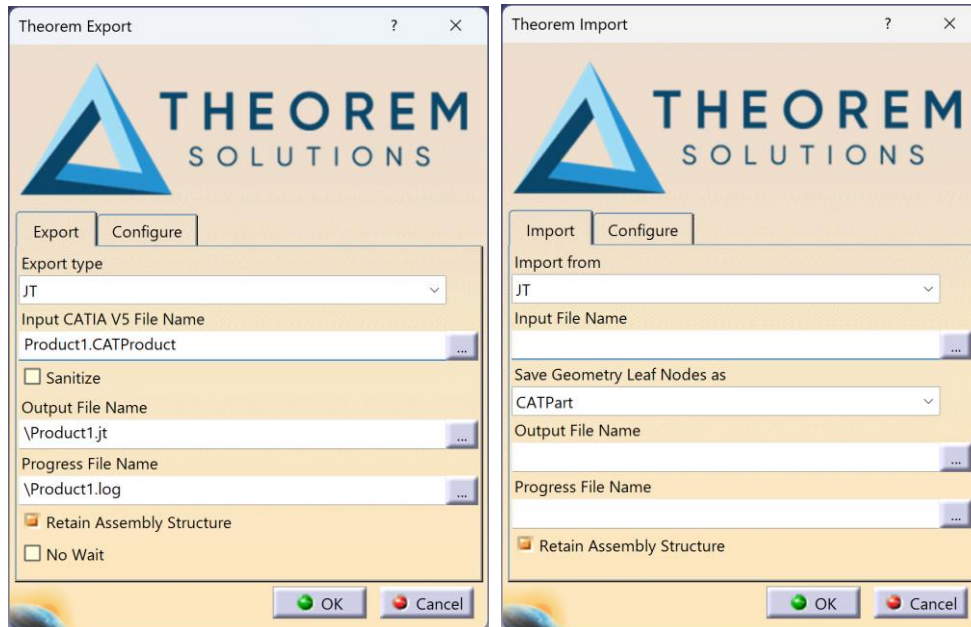 Theorem Export ? ×
THEOREM
SOLUTIONS
Export Configure
Export type
JT
Input CATIA V5 File Name
Product1.CATProduct ...
Sanitize
Output File Name
\Product1.jt ...
Progress File Name
\Product1.log ...
Retain Assembly Structure
No Wait
OK Cancel
Theorem Import ? ×
THEOREM
SOLUTIONS
Import Configure
Import from
JT
Input File Name
...
Save Geometry Leaf Nodes as
CATPart
Output File Name
...
Progress File Name
...
Retain Assembly Structure
OK Cancel